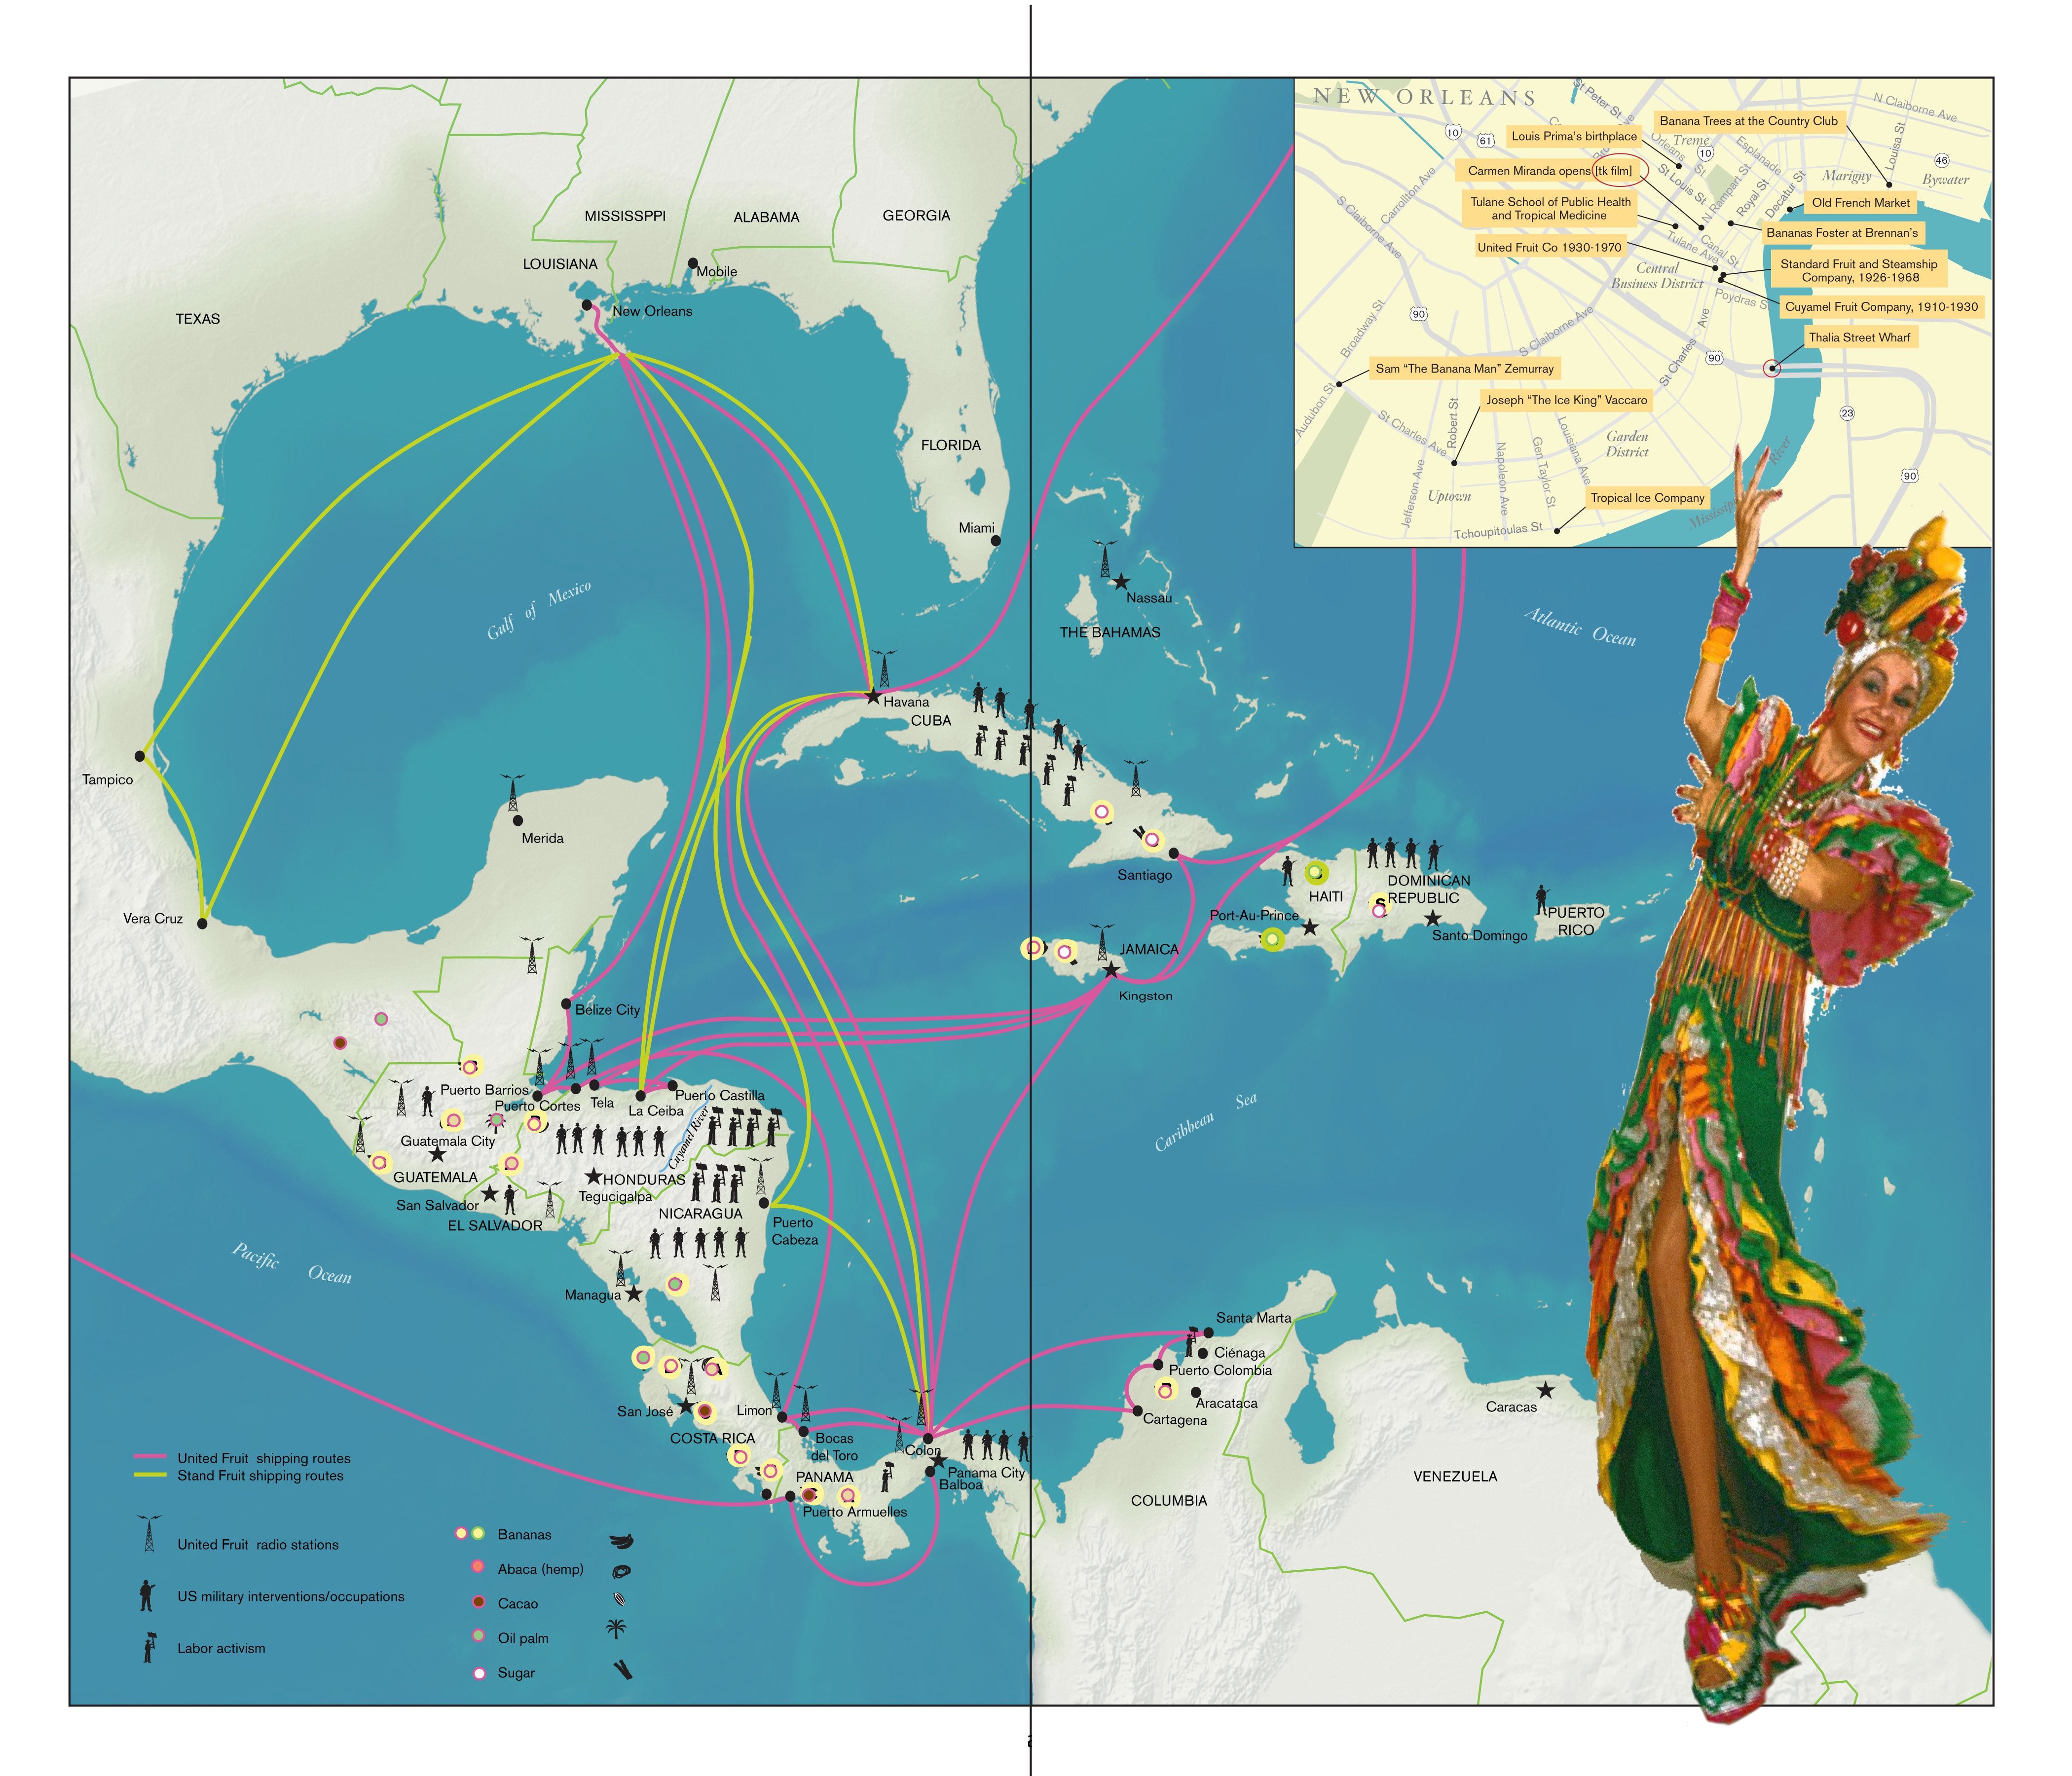 NEW ORLEANS
St Peter St
N Claiborne Ave
Banana Trees at the Country Club
Louis Prima's birthplace
10
61
Orleans St
Tremé
10
Esplanade
Louisa St
46
Carmen Miranda opens [tk film]
St Louis St
Marigny
Bywater
Carrollton Ave
S Claiborne Ave
N Rampart St
Royal St
Decatur St
Tulane School of Public Health
and Tropical Medicine
Old French Market
Bananas Foster at Brennan's
Canal St
Tulane Ave
United Fruit Co 1930-1970
Central
Business District
Standard Fruit and Steamship
Company, 1926-1968
Poydras S
Cuyamel Fruit Company, 1910-1930
90
Broadway St
S Claiborne Ave
St Charles Ave
Thalia Street Wharf
90
Sam “The Banana Man” Zemurray
Audubon St
Joseph “The Ice King” Vaccaro
St Charles Ave
Robert St
Napoleon Ave
Gen Taylor St
Louisiana Ave
Garden
District
23
River
90
Jefferson Ave
Uptown
Tropical Ice Company
Mississip
Tchoupitoulas St
MISSISSPPI
ALABAMA
GEORGIA
LOUISIANA
Mobile
New Orleans
TEXAS
FLORIDA
Miami
Gulf of Mexico
Nassau
THE BAHAMAS
Atlantic Ocean
Havana
CUBA
Tampico
Merida
Santiago
HAITI
DOMINICAN
REPUBLIC
Port-Au-Prince
Santo Domingo
PUERTO
RICO
Vera Cruz
JAMAICA
Kingston
Belize City
Puerto Barrios
Puerto Cortes
Tela
La Ceiba
Puerto Castilla
Cuyamel River
Guatemala City
GUATEMALA
HONDURAS
Tegucigalpa
San Salvador
EL SALVADOR
NICARAGUA
Puerto
Cabeza
Caribbean Sea
Pacific Ocean
Managua
Santa Marta
Ciénaga
Puerto Colombia
Aracataca
Cartagena
Caracas
San José
Limon
COSTA RICA
Bocas
del Toro
Colon
Panama City
Balboa
PANAMA
Puerto Armuelles
COLUMBIA
VENEZUELA
United Fruit shipping routes
Stand Fruit shipping routes
United Fruit radio stations
US military interventions/occupations
Labor activism
Bananas
Abaca (hemp)
Cacao
Oil palm
Sugar